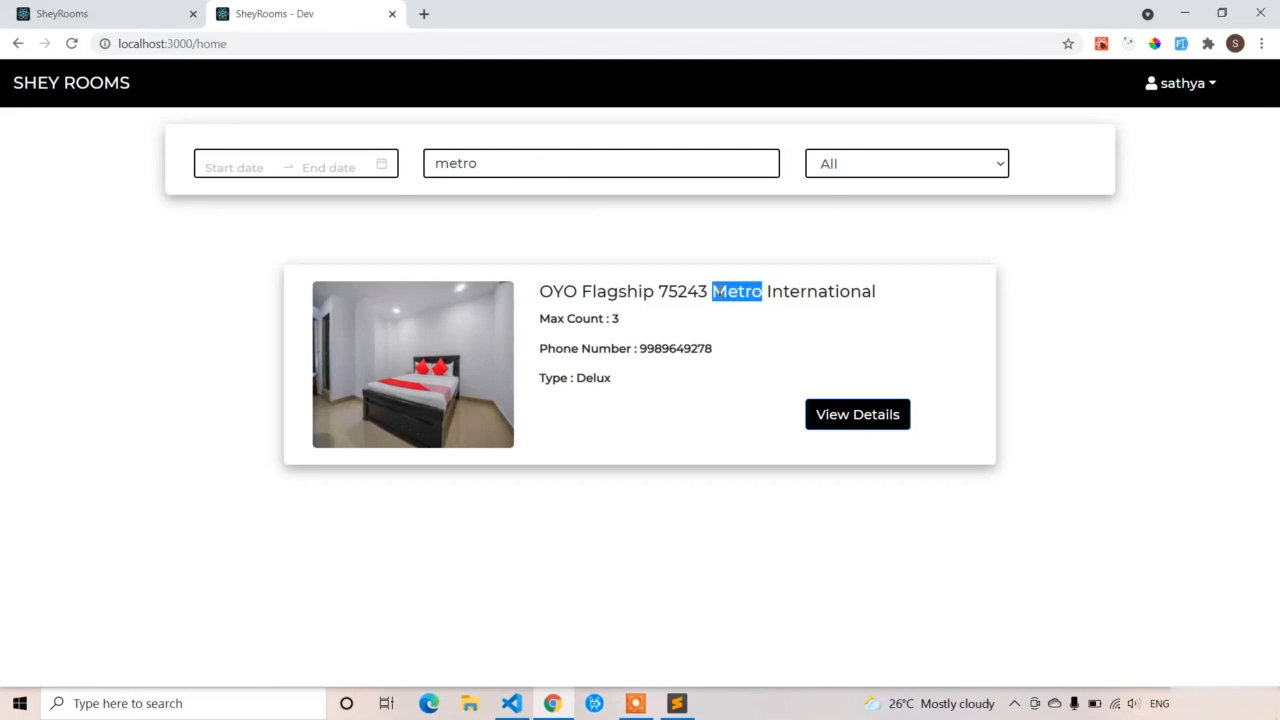 SheyRooms
SheyRooms - Dev
localhost:3000/home
S
SHEY ROOMS
sathya
Start date
End date
metro
All
OYO Flagship 75243 Metro International
Max Count : 3
Phone Number : 9989649278
Type : Delux
View Details
Type here to search
26°C Mostly cloudy
ENG